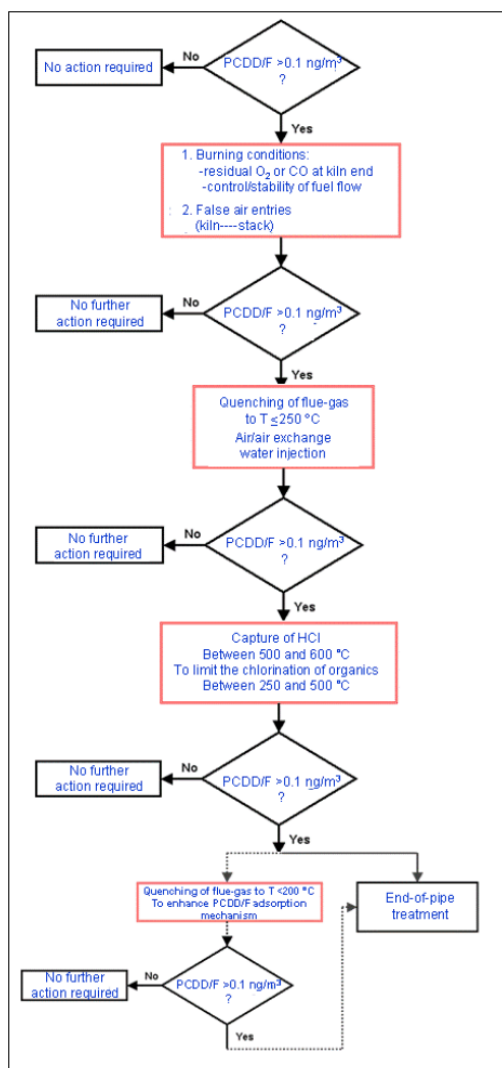 PCDD/F >0.1 ng/m³
?
No
No action required
Yes
1. Burning conditions:
-residual O₂ or CO at kiln end
-control/stability of fuel flow
2. False air entries
(kiln----stack)
PCDD/F >0.1 ng/m³
?
No
No further
action required
Yes
Quenching of flue-gas
to T ≤250 °C
Air/air exchange
water injection
PCDD/F >0.1 ng/m³
?
No
No further
action required
Yes
Capture of HCl
Between 500 and 600 °C
To limit the chlorination of organics
Between 250 and 500 °C
PCDD/F >0.1 ng/m³
?
No
No further
action required
Yes
Quenching of flue-gas to T <200 °C
To enhance PCDD/F adsorption
mechanism
End-of-pipe
treatment
PCDD/F >0.1 ng/m³
?
No
No further
action required
Yes